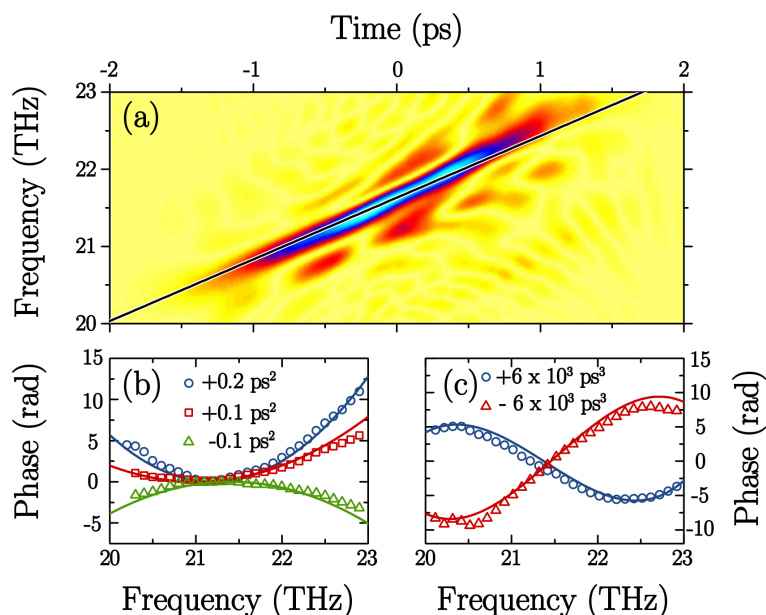 Time (ps)
-2 -1 0 1 2
Frequency (THz)
23
22
21
20
(a)
Phase (rad)
15
10
5
0
-5
(b)
+0.2 ps²
+0.1 ps²
-0.1 ps²
20 21 22 23
Frequency (THz)
(c)
+6 x 10³ ps³
- 6 x 10³ ps³
15
10
5
0
-5
-10
Phase (rad)
20 21 22 23
Frequency (THz)